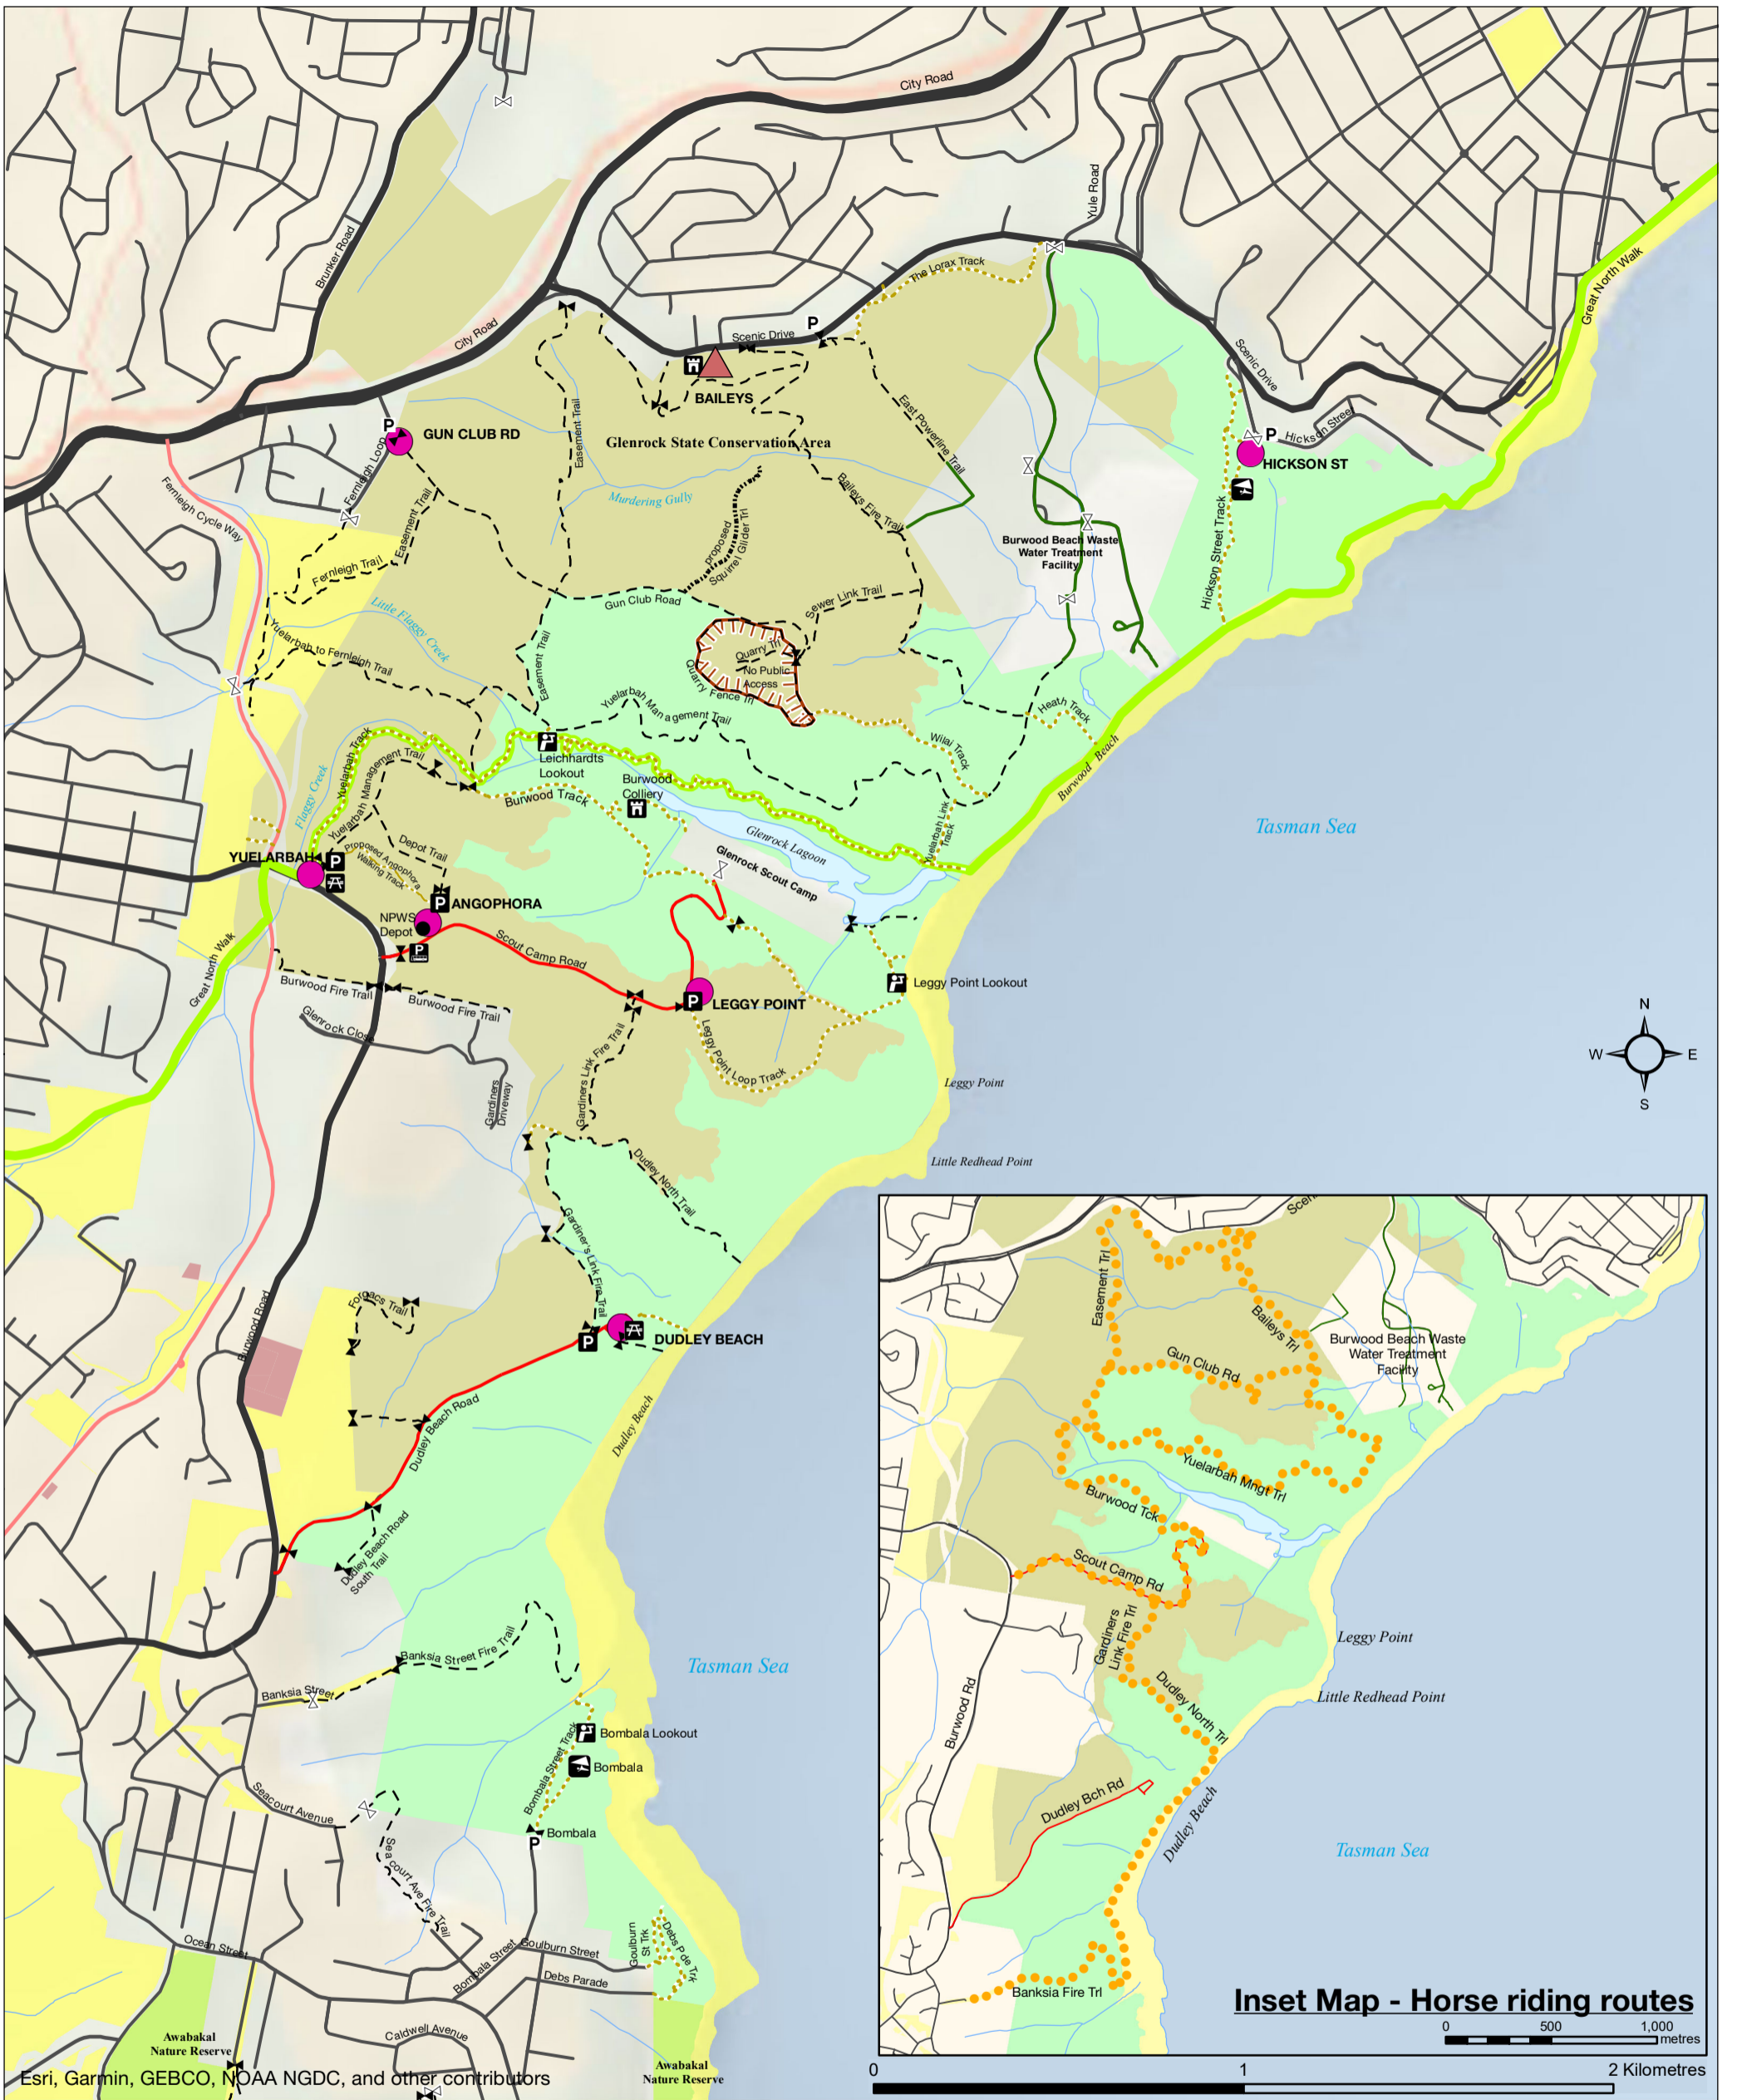 City Road
Yule Road
Brunker Road
Great North Walk
The Lorax Track
City Road
P
Scenic Drive
Scenic Drive
BAILEYS
East Powerline Trail
Easement Trail
P
GUN CLUB RD
Glenrock State Conservation Area
P
Hickson Street
HICKSON ST
Fernleigh Loop
Fernleigh Cycle Way
Murdering Gully
Baileys Fire Trail
Easement Trail
proposed
Squirrel Glider Trl
Hickson Street Track
Burwood Beach Waste
Water Treatment
Facility
Fernleigh Trail
Little Flaggy Creek
Gun Club Road
Sewer Link Trail
Yuelarbah to Fernleigh Trail
Easement Trail
Quarry Trl
No Public
Access
Quarry Fence Trl
Yuelarbah Management Trail
Heath Track
Wilai Track
Burwood Beach
Yuelarbah Track
Leichhardts
Lookout
Yuelarbah Management Trail
Flaggy Creek
Burwood
Colliery
Burwood Track
Yuelarbah Link
Track
Glenrock Lagoon
Tasman Sea
Depot Trail
Glenrock Scout Camp
Proposed Angophora
Walking Track
YUELARBAH
P
P
ANGOPHORA
NPWS
Depot
P
Scout Camp Road
Great North Walk
Burwood Fire Trail
Burwood Fire Trail
Leggy Point Lookout
P
LEGGY POINT
Glenrock Close
Gardiners
Driveway
Gardiners Link Fire Trail
Leggy Point Loop Track
N
W
E
S
Leggy Point
Little Redhead Point
Dudley North Trail
Gardiner's Link Fire Trail
Forgacs Trail
P
DUDLEY BEACH
Burwood Road
Dudley Beach Road
Dudley Beach
Dudley Beach Road
South Trail
Banksia Street Fire Trail
Banksia Street
Tasman Sea
Bombala Lookout
Bombala Street Track
Bombala
Seacourt Avenue
Bombala
P
Seacourt Ave Fire Trail
Ocean Street
Bombala Street
Goulburn Street
Goulburn
St Trk
Debs Pde Trk
Debs Parade
Caldwell Avenue
Awabakal
Nature Reserve
Awabakal
Nature Reserve
Esri, Garmin, GEBCO, NOAA NGDC, and other contributors
Sceni
Easement Trl
Baileys Trl
Burwood Beach Waste
Water Treatment
Facility
Gun Club Rd
Yuelarbah Mngt Trl
Burwood Tck
Scout Camp Rd
Gardiners
Link Fire Trl
Leggy Point
Dudley North Trl
Little Redhead Point
Burwood Rd
Dudley Bch Rd
Dudley Beach
Tasman Sea
Banksia Fire Trl
Inset Map - Horse riding routes
0 500 1,000
metres
0 1 2 Kilometres